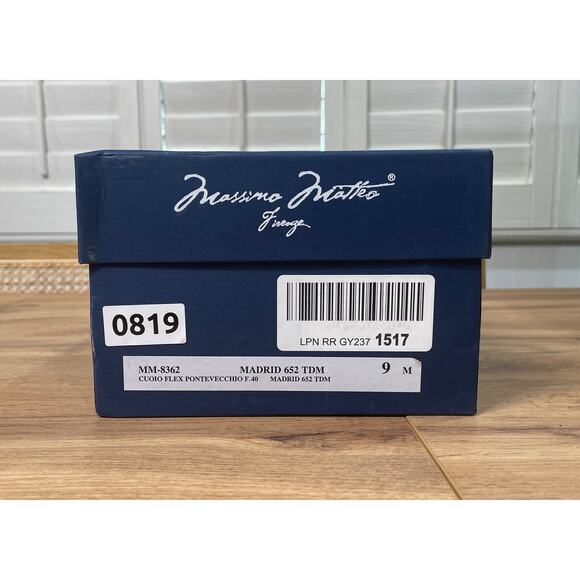 Massimo Matteo®
Firenze
0819
LPN RR GY237 1517
MM-8362 MADRID 652 TDM 9 M
CUOIO FLEX PONTEVECCHIO F.40 MADRID 652 TDM